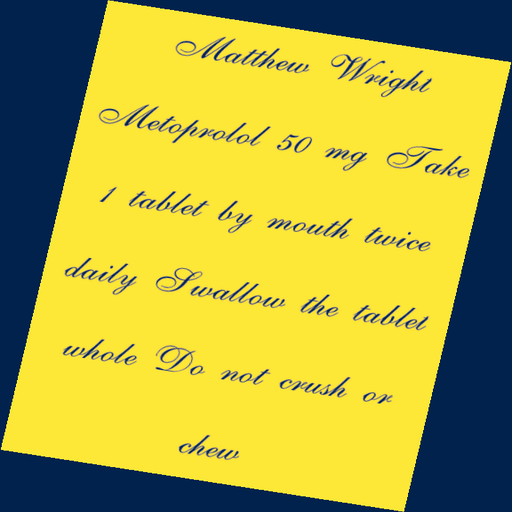 Matthew Wright
Metoprolol 50 mg Take
1 tablet by mouth twice
daily Swallow the tablet
whole Do not crush or
chew